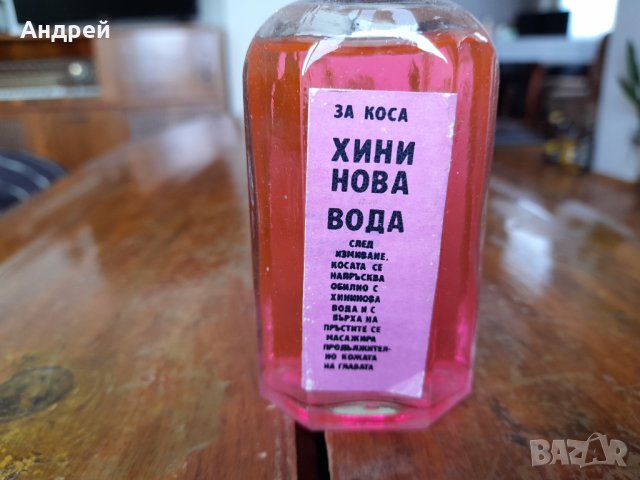 Андрей
ЗА КОСА
ХИНИ
НОВА
ВОДА
СЛЕД
ИЗМИВАНЕ,
КОСАТА СЕ
НАПРЪСКВА
ОБИЛНО С
ХИНИНОВА
ВОДА И С
ВЪРХА НА
ПРЪСТИТЕ СЕ
МАСАЖИРА
ПРОДЪЛЖИТЕЛ-
НО КОЖАТА
НА ГЛАВАТА
BAZAR